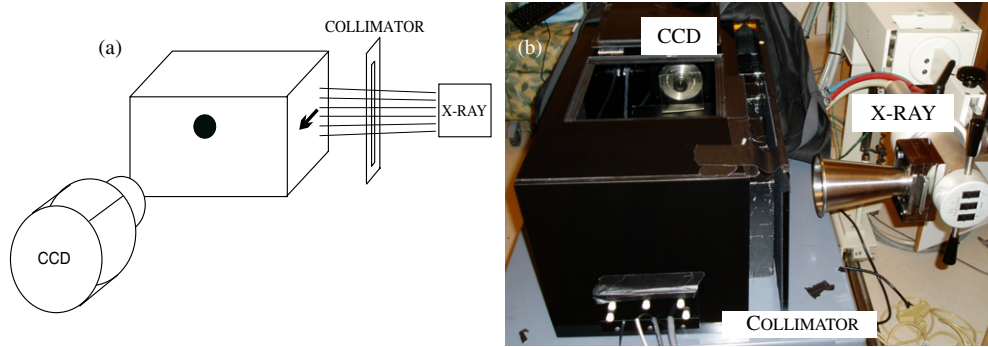 (a)
COLLIMATOR
X-RAY
CCD
(b)
CCD
X-RAY
COLLIMATOR